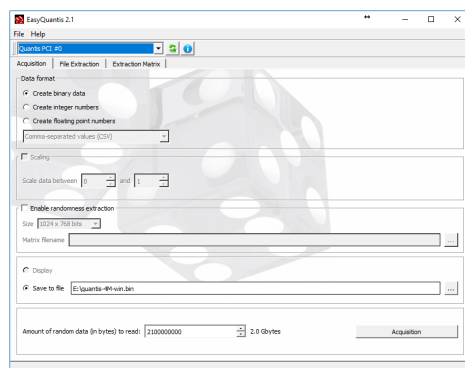 EasyQuantis 2.1
File Help
Quantis PCI #0
Acquisition File Extraction Extraction Matrix
Data format
Create binary data
Create integer numbers
Create floating point numbers
Comma-separated values (CSV)
Scaling
Scale data between 0 and 1
Enable randomness extraction
Size 1024 x 768 bits
Matrix filename ...
Display
Save to file E:\quantis-4M-win.bin ...
Amount of random data (in bytes) to read: 2100000000 2.0 Gbytes Acquisition